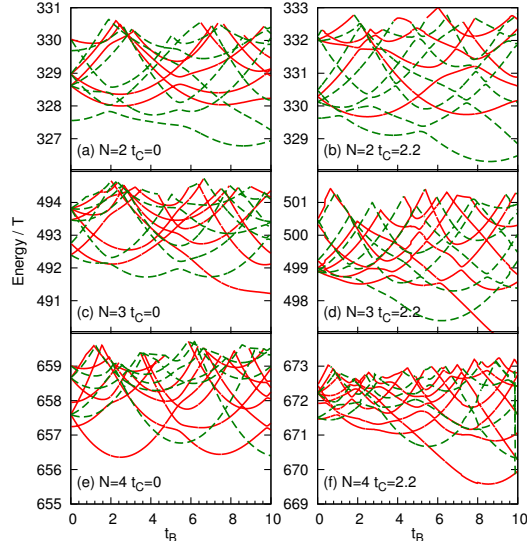 331
330
329
328
327
(a) N=2 t_C=0
333
332
331
330
329
(b) N=2 t_C=2.2
Energy / T
494
493
492
491
(c) N=3 t_C=0
501
500
499
498
(d) N=3 t_C=2.2
659
658
657
656
655
(e) N=4 t_C=0
0 2 4 6 8 10
t_B
673
672
671
670
669
(f) N=4 t_C=2.2
0 2 4 6 8 10
t_B